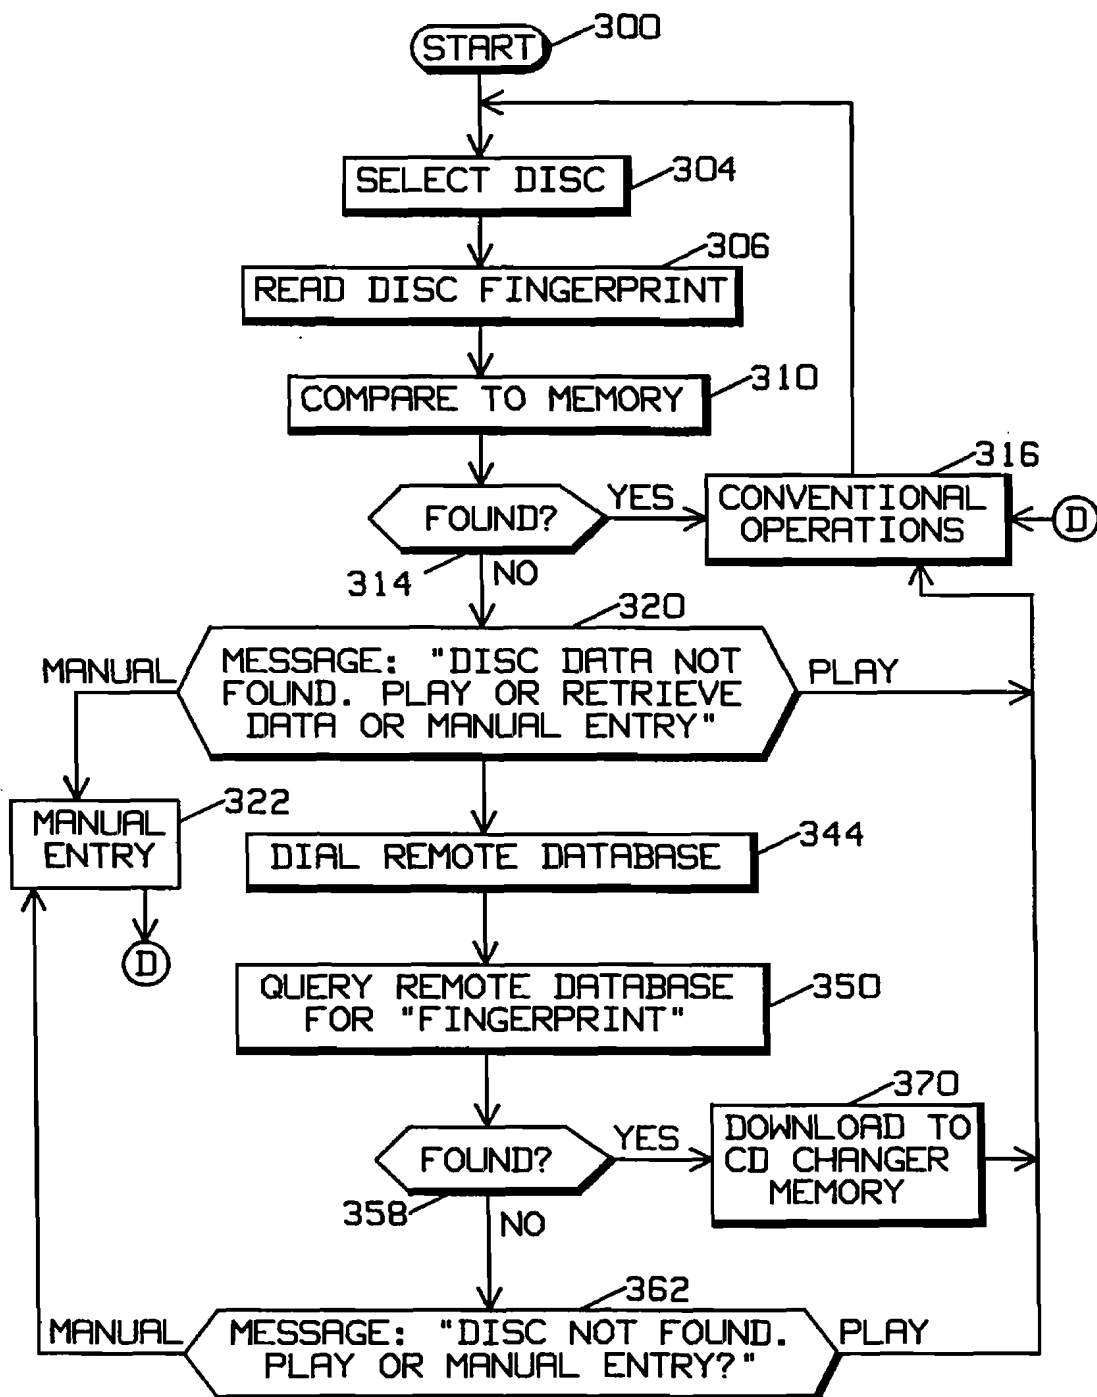 START
300
SELECT DISC
304
306
READ DISC FINGERPRINT
COMPARE TO MEMORY
310
316
FOUND?
YES
CONVENTIONAL
OPERATIONS
D
314
NO
320
MANUAL
MESSAGE: "DISC DATA NOT
FOUND. PLAY OR RETRIEVE
DATA OR MANUAL ENTRY"
PLAY
322
MANUAL
ENTRY
D
DIAL REMOTE DATABASE
344
QUERY REMOTE DATABASE
FOR "FINGERPRINT"
350
370
FOUND?
YES
DOWNLOAD TO
CD CHANGER
MEMORY
358
NO
362
MANUAL
MESSAGE: "DISC NOT FOUND.
PLAY OR MANUAL ENTRY?"
PLAY